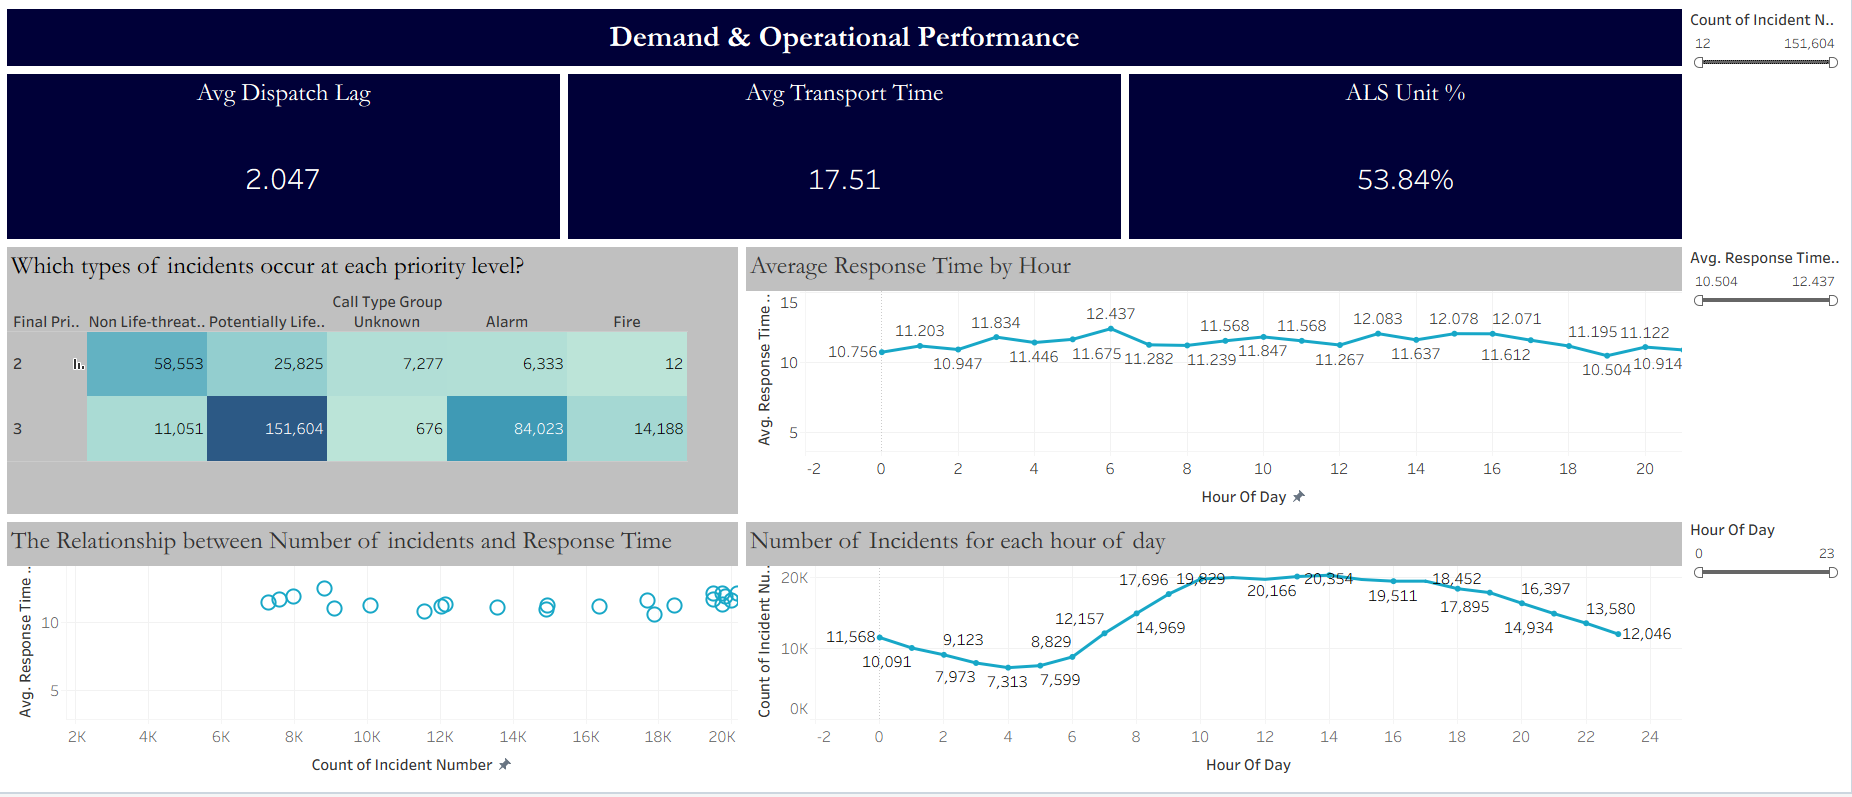 Demand & Operational Performance
Count of Incident N..
12 151,604
Avg Dispatch Lag
2.047
Avg Transport Time
17.51
ALS Unit %
53.84%
Which types of incidents occur at each priority level?
Call Type Group
Final Pri.. Non Life-threat.. Potentially Life.. Unknown Alarm Fire
2 58,553 25,825 7,277 6,333 12
3 11,051 151,604 676 84,023 14,188
Average Response Time by Hour
Avg. Response Time..
15
10
5
10.756
11.203
10.947
11.834
11.446
11.675
12.437
11.282
11.239
11.568
11.847
11.568
11.267
12.083
11.637
12.078
11.612
12.071
11.195
10.504
11.122
10.914
-2 0 2 4 6 8 10 12 14 16 18 20
Hour Of Day
Avg. Response Time..
10.504 12.437
The Relationship between Number of incidents and Response Time
Avg. Response Time ..
10
5
2K 4K 6K 8K 10K 12K 14K 16K 18K 20K
Count of Incident Number
Number of Incidents for each hour of day
Count of Incident Nu..
20K
10K
0K
11,568
10,091
9,123
7,973
7,313
7,599
8,829
12,157
14,969
17,696
19,829
20,166
20,354
19,511
18,452
17,895
16,397
14,934
13,580
12,046
-2 0 2 4 6 8 10 12 14 16 18 20 22 24
Hour Of Day
Hour Of Day
0 23